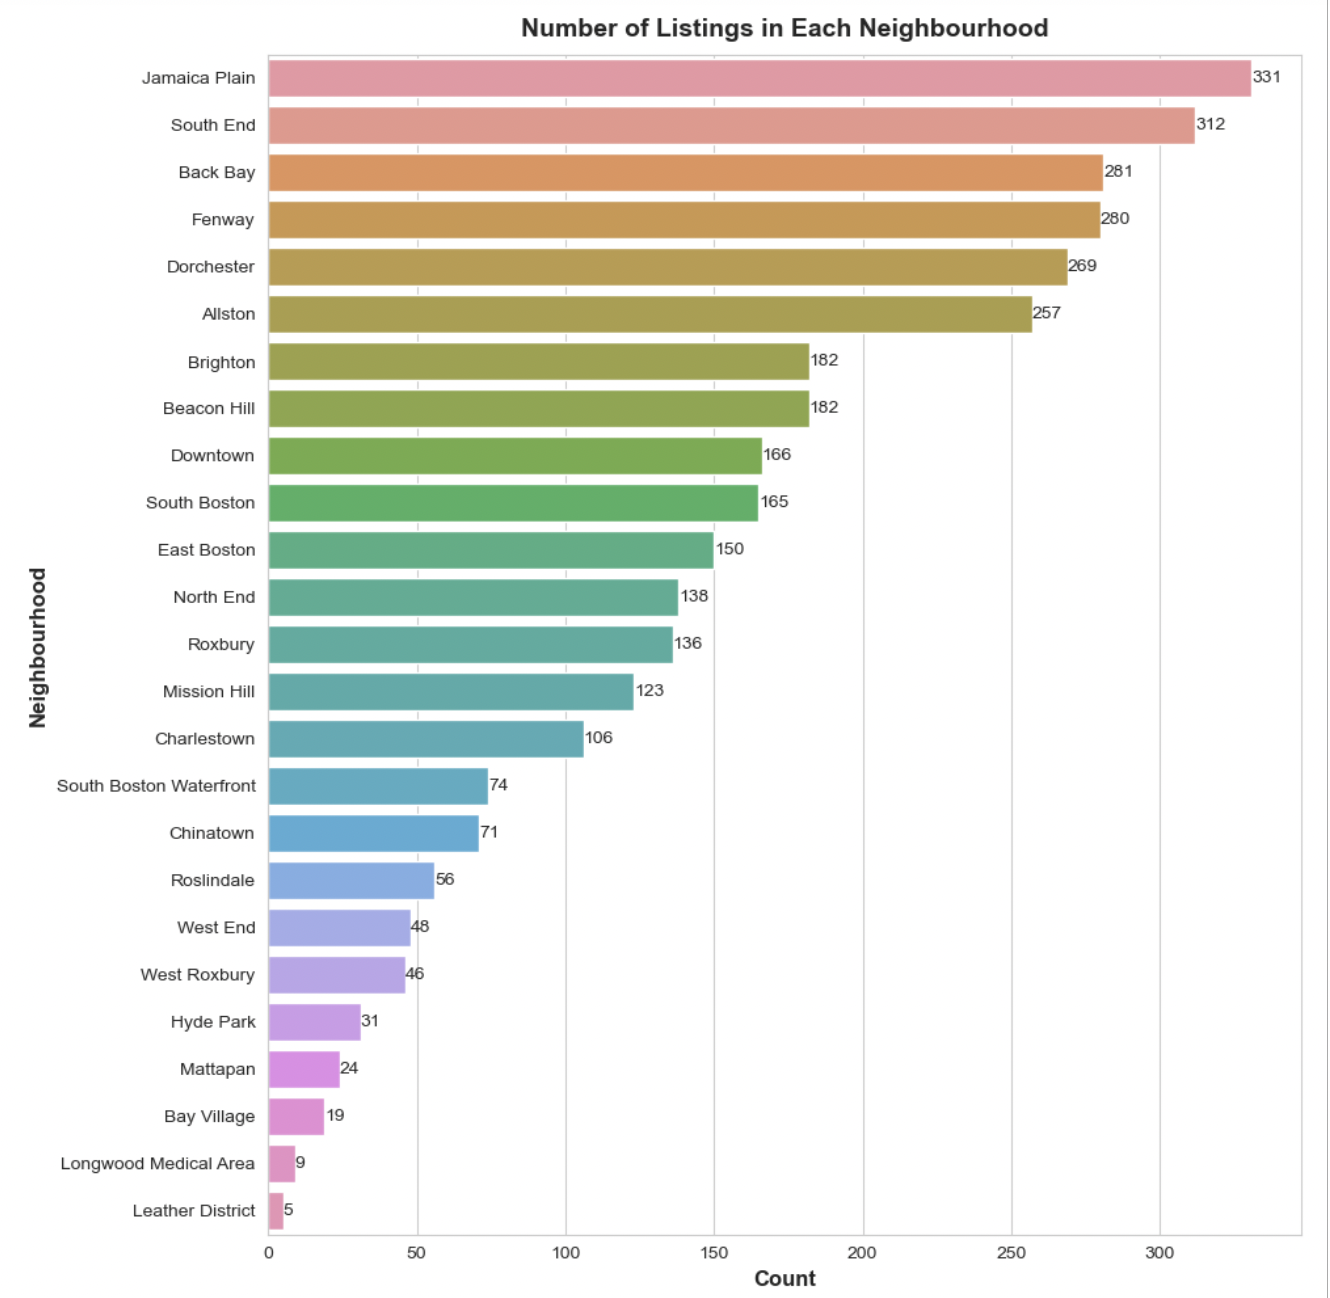 Number of Listings in Each Neighbourhood
Neighbourhood
Jamaica Plain 331
South End 312
Back Bay 281
Fenway 280
Dorchester 269
Allston 257
Brighton 182
Beacon Hill 182
Downtown 166
South Boston 165
East Boston 150
North End 138
Roxbury 136
Mission Hill 123
Charlestown 106
South Boston Waterfront 74
Chinatown 71
Roslindale 56
West End 48
West Roxbury 46
Hyde Park 31
Mattapan 24
Bay Village 19
Longwood Medical Area 9
Leather District 5
0 50 100 150 200 250 300
Count